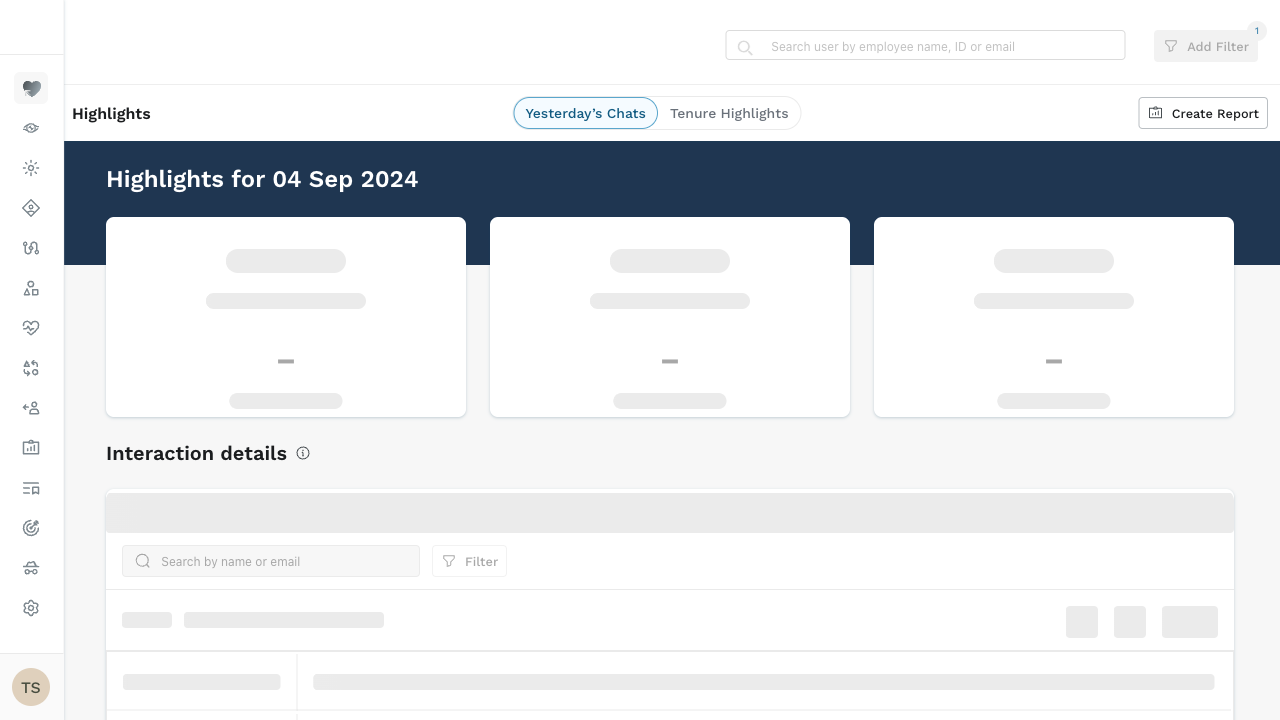 Search user by employee name, ID or email
Add Filter
1
Highlights
Yesterday's Chats
Tenure Highlights
Create Report
Highlights for 04 Sep 2024
Interaction details
Search by name or email
Filter
TS